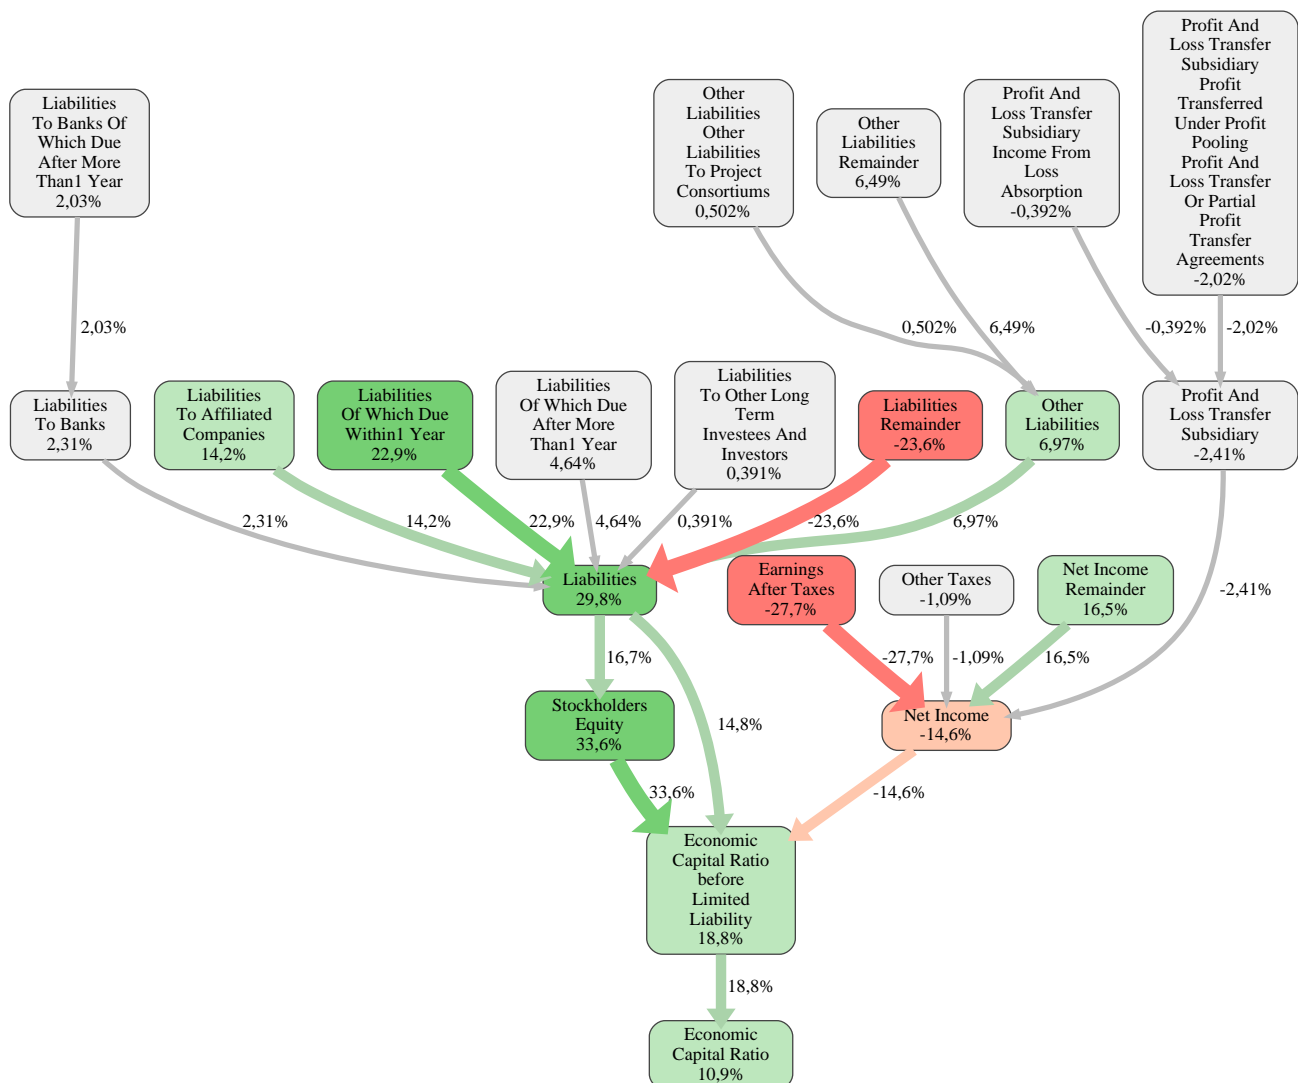 Profit And
Loss Transfer
Subsidiary
Profit
Transferred
Under Profit
Pooling
Profit And
Loss Transfer
Or Partial
Profit
Transfer
Agreements
-2,02%
Liabilities
To Banks Of
Which Due
After More
Than1 Year
2,03%
Other
Liabilities
Other
Liabilities
To Project
Consortiums
0,502%
Other
Liabilities
Remainder
6,49%
Profit And
Loss Transfer
Subsidiary
Income From
Loss
Absorption
-0,392%
2,03%
0,502%
6,49%
-0,392%
-2,02%
Liabilities
To Banks
2,31%
Liabilities
To Affiliated
Companies
14,2%
Liabilities
Of Which Due
Within1 Year
22,9%
Liabilities
Of Which Due
After More
Than1 Year
4,64%
Liabilities
To Other Long
Term
Investees And
Investors
0,391%
Liabilities
Remainder
-23,6%
Other
Liabilities
6,97%
Profit And
Loss Transfer
Subsidiary
-2,41%
2,31%
14,2%
22,9%
4,64%
0,391%
-23,6%
6,97%
Liabilities
29,8%
Earnings
After Taxes
-27,7%
Other Taxes
-1,09%
Net Income
Remainder
16,5%
-2,41%
16,7%
-27,7%
-1,09%
16,5%
Stockholders
Equity
33,6%
14,8%
Net Income
-14,6%
33,6%
-14,6%
Economic
Capital Ratio
before
Limited
Liability
18,8%
18,8%
Economic
Capital Ratio
10,9%